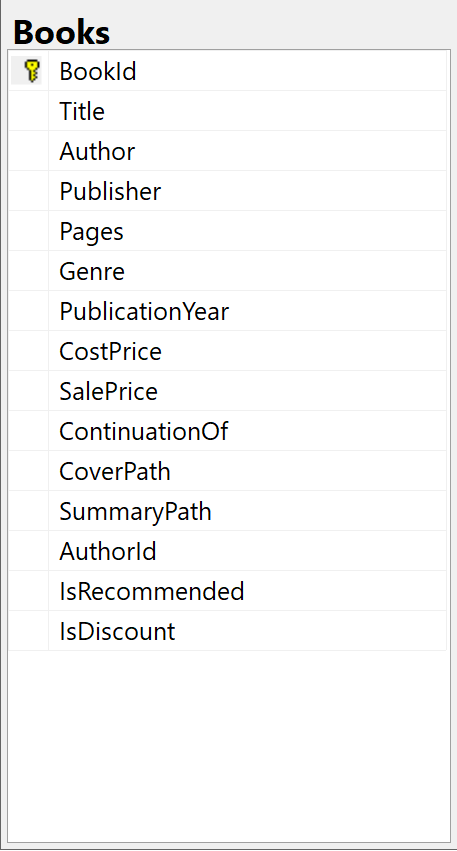 Books
BookId
Title
Author
Publisher
Pages
Genre
PublicationYear
CostPrice
SalePrice
ContinuationOf
CoverPath
SummaryPath
AuthorId
IsRecommended
IsDiscount